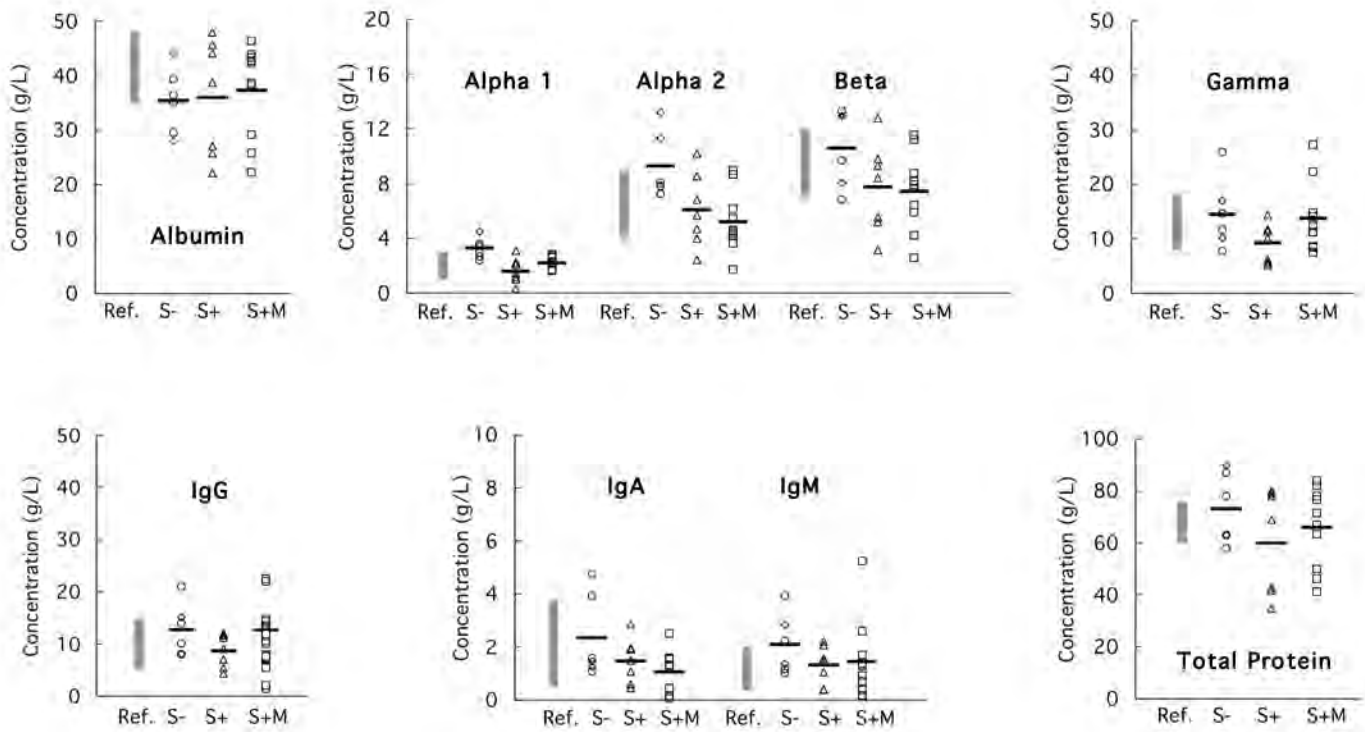 Concentration (g/L)
50
40
30
20
10
0
Albumin
Ref. S- S+ S+M
Concentration (g/L)
20
16
12
8
4
0
Alpha 1 Alpha 2 Beta
Ref. S- S+ S+M Ref. S- S+ S+M Ref. S- S+ S+M
Concentration (g/L)
50
40
30
20
10
0
Gamma
Ref. S- S+ S+M
Concentration (g/L)
50
40
30
20
10
0
IgG
Ref. S- S+ S+M
Concentration (g/L)
10
8
6
4
2
0
IgA IgM
Ref. S- S+ S+M Ref. S- S+ S+M
Concentration (g/L)
100
80
60
40
20
0
Total Protein
Ref. S- S+ S+M